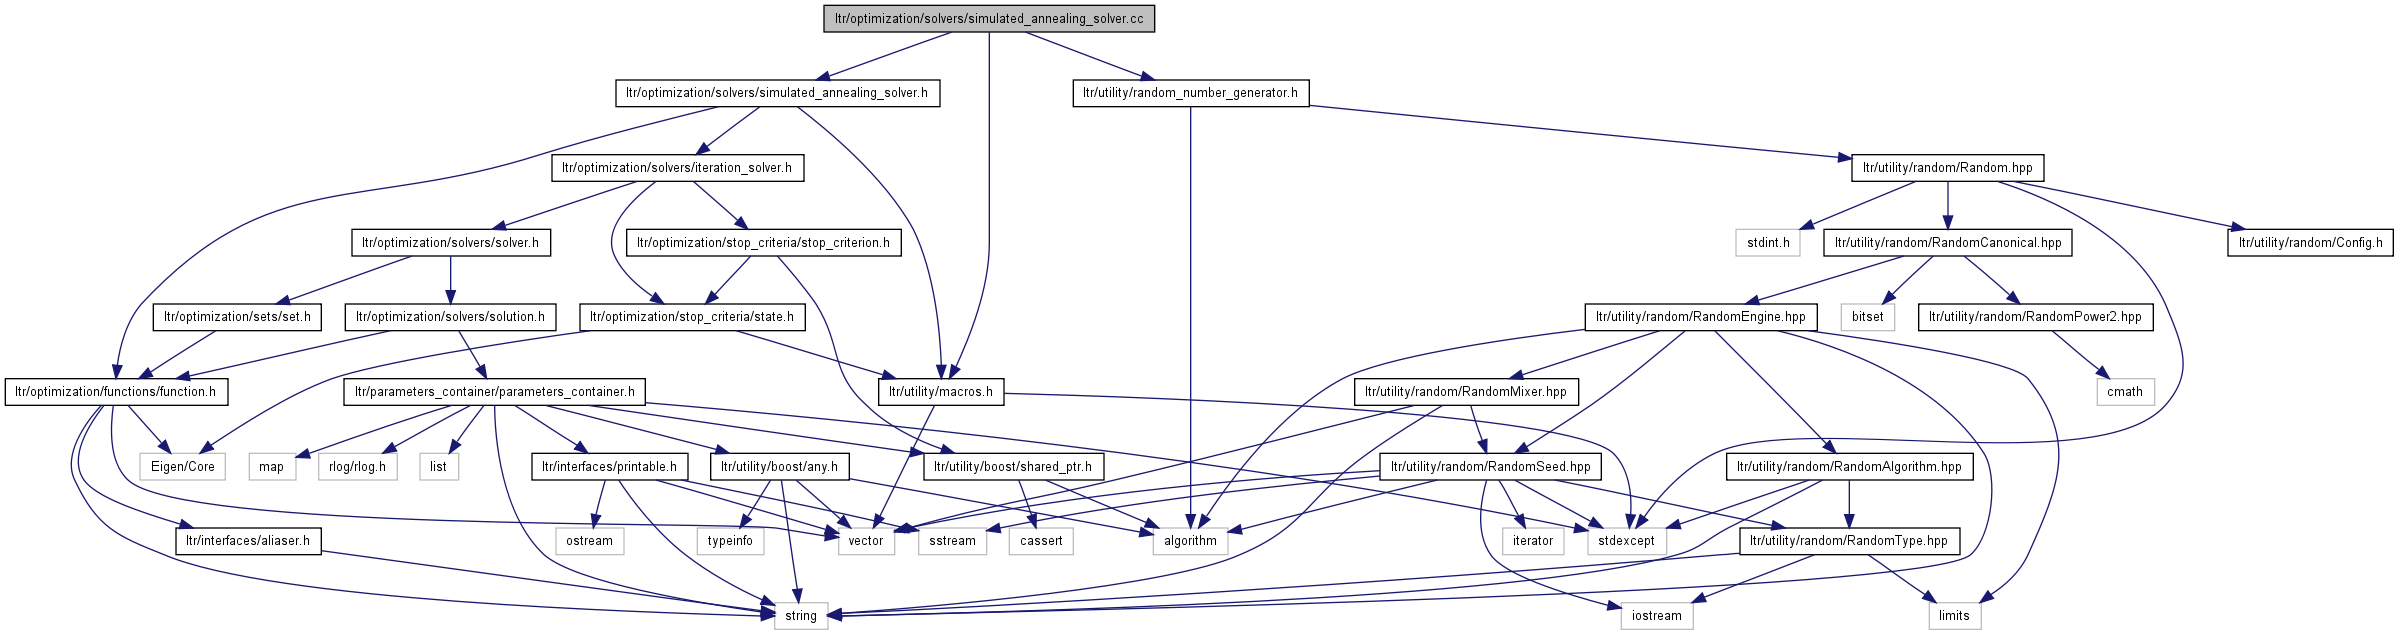 ltr/optimization/solvers/simulated_annealing_solver.cc
ltr/optimization/solvers/simulated_annealing_solver.h
ltr/utility/random_number_generator.h
ltr/optimization/solvers/iteration_solver.h
ltr/utility/random/Random.hpp
ltr/optimization/solvers/solver.h
ltr/optimization/stop_criteria/stop_criterion.h
stdint.h
ltr/utility/random/RandomCanonical.hpp
ltr/utility/random/Config.h
ltr/optimization/sets/set.h
ltr/optimization/solvers/solution.h
ltr/optimization/stop_criteria/state.h
ltr/utility/random/RandomEngine.hpp
bitset
ltr/utility/random/RandomPower2.hpp
ltr/optimization/functions/function.h
ltr/parameters_container/parameters_container.h
ltr/utility/macros.h
ltr/utility/random/RandomMixer.hpp
cmath
Eigen/Core
map
rlog/rlog.h
list
ltr/interfaces/printable.h
ltr/utility/boost/any.h
ltr/utility/boost/shared_ptr.h
ltr/utility/random/RandomSeed.hpp
ltr/utility/random/RandomAlgorithm.hpp
ltr/interfaces/aliaser.h
ostream
typeinfo
vector
sstream
cassert
algorithm
iterator
stdexcept
ltr/utility/random/RandomType.hpp
string
iostream
limits